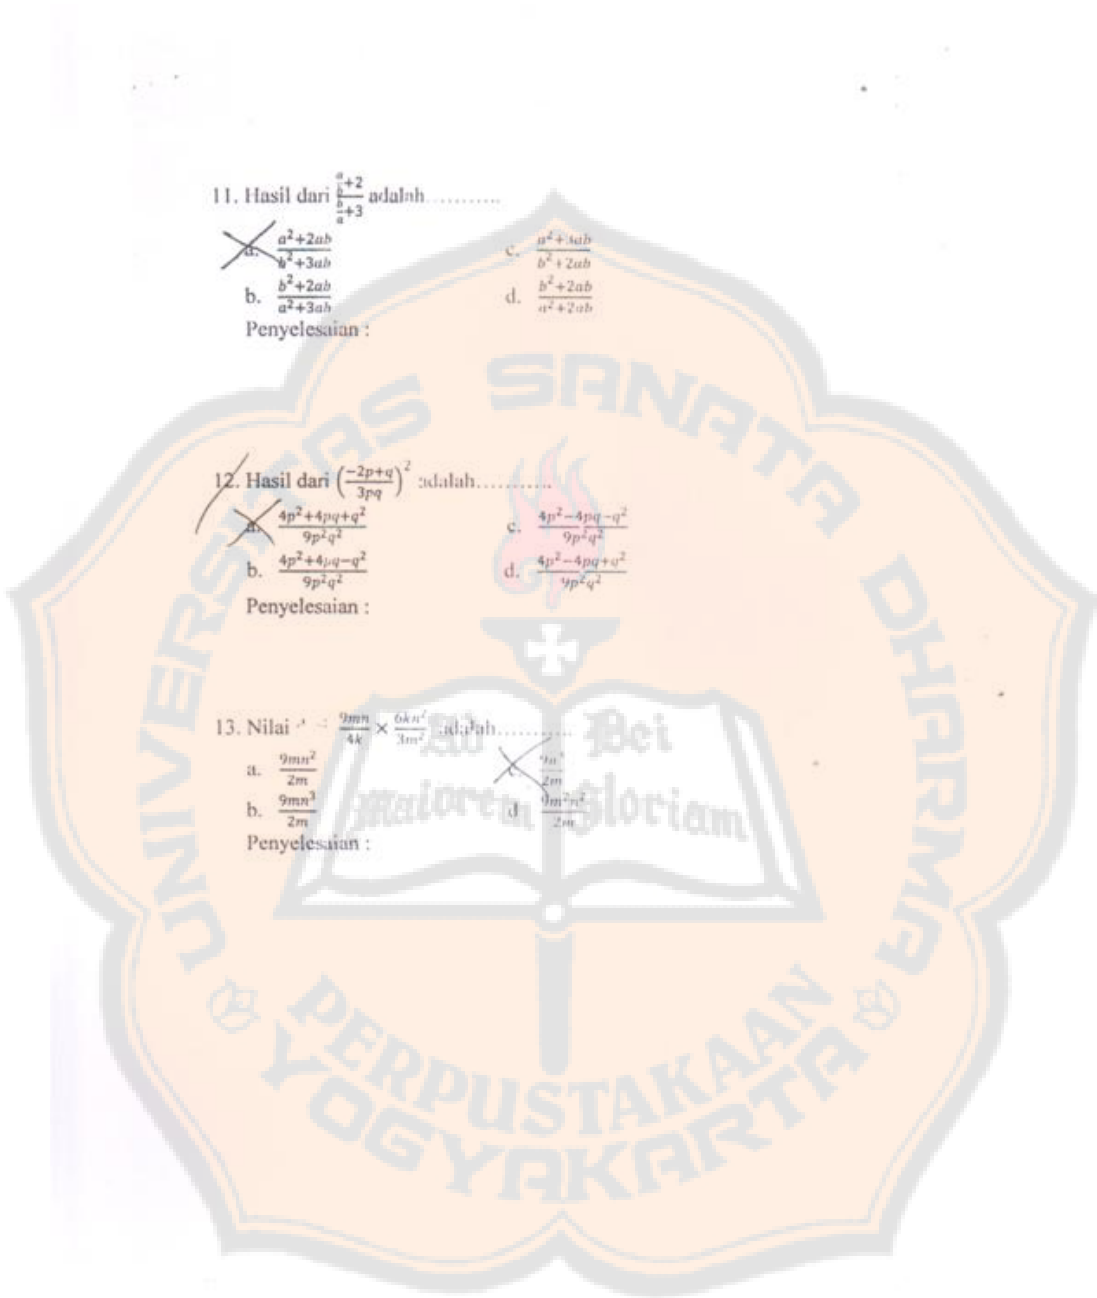 11. Hasil dari \frac{\frac{a}{b}+2}{\frac{b}{a}+3} adalah...........
a. \frac{a^2+2ab}{b^2+3ab} c. \frac{a^2+3ab}{b^2+2ab}
b. \frac{b^2+2ab}{a^2+3ab} d. \frac{b^2+2ab}{a^2+2ab}
Penyelesaian :
12. Hasil dari \left(\frac{-2p+q}{3pq}\right)^2 adalah...........
a. \frac{4p^2+4pq+q^2}{9p^2q^2} c. \frac{4p^2-4pq-q^2}{9p^2q^2}
b. \frac{4p^2+4pq-q^2}{9p^2q^2} d. \frac{4p^2-4pq+q^2}{9p^2q^2}
Penyelesaian :
13. Nilai \frac{9mn}{4k} × \frac{6kn^2}{3m^2} adalah...........
a. \frac{9mn^2}{2m} c.
b. \frac{9mn^3}{2m} d \frac{9m^2n^2}{2m}
Penyelesaian :
UNIVERSITAS SANATA DHARMA
Ad Dei
maiorem Gloriam
PERPUSTAKAAN
YOGYAKARTA